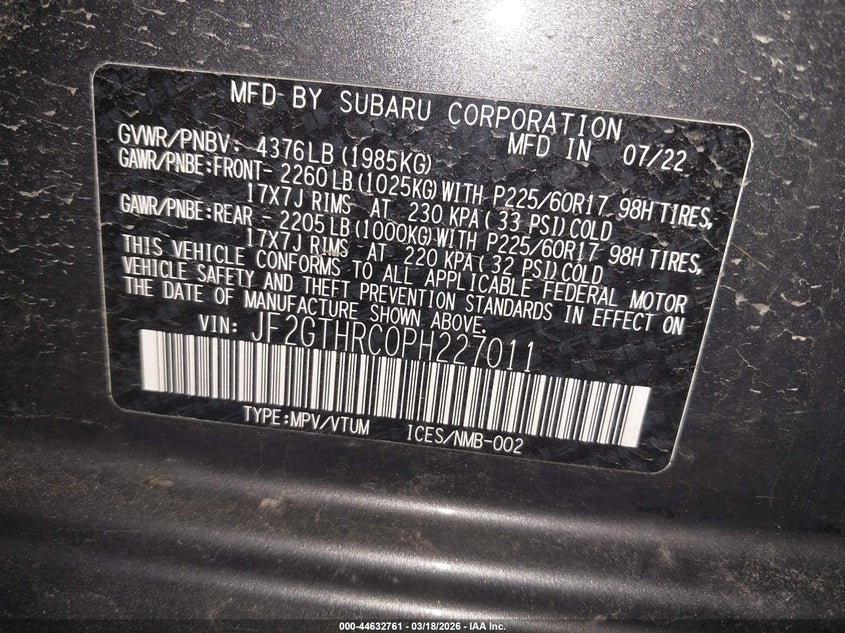 MFD BY SUBARU CORPORATION
MFD IN 07/22
GVWR/PNBV: 4376LB (1985KG)
GAWR/PNBE:FRONT- 2260LB (1025KG) WITH P225/60R17 98H TIRES,
17X7J RIMS AT 230 KPA( 33 PSI) COLD
GAWR/PNBE:REAR - 2205LB (1000KG) WITH P225/60R17 98H TIRES,
17X7J RIMS AT 220 KPA( 32 PSI) COLD
THIS VEHICLE CONFORMS TO ALL APPLICABLE FEDERAL MOTOR
VEHICLE SAFETY AND THEFT PREVENTION STANDARDS IN EFFECT ON
THE DATE OF MANUFACTURE SHOWN ABOVE.
VIN: JF2GTHRC0PH227011
TYPE:MPV/VTUM ICES/NMB-002
000-44632761 — 03/18/2026 — IAA Inc.